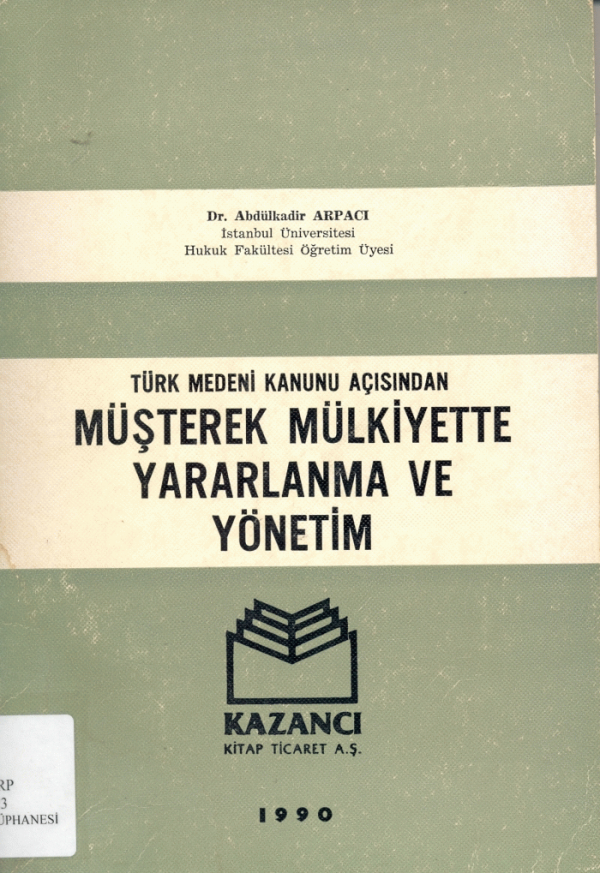 Dr. Abdülkadir ARPACI
İstanbul Üniversitesi
Hukuk Fakültesi Öğretim Üyesi
TÜRK MEDENİ KANUNU AÇISINDAN
MÜŞTEREK MÜLKİYETTE
YARARLANMA VE
YÖNETİM
KAZANCI
KİTAP TİCARET A.Ş.
1990
RP
3
ÜPHANESİ